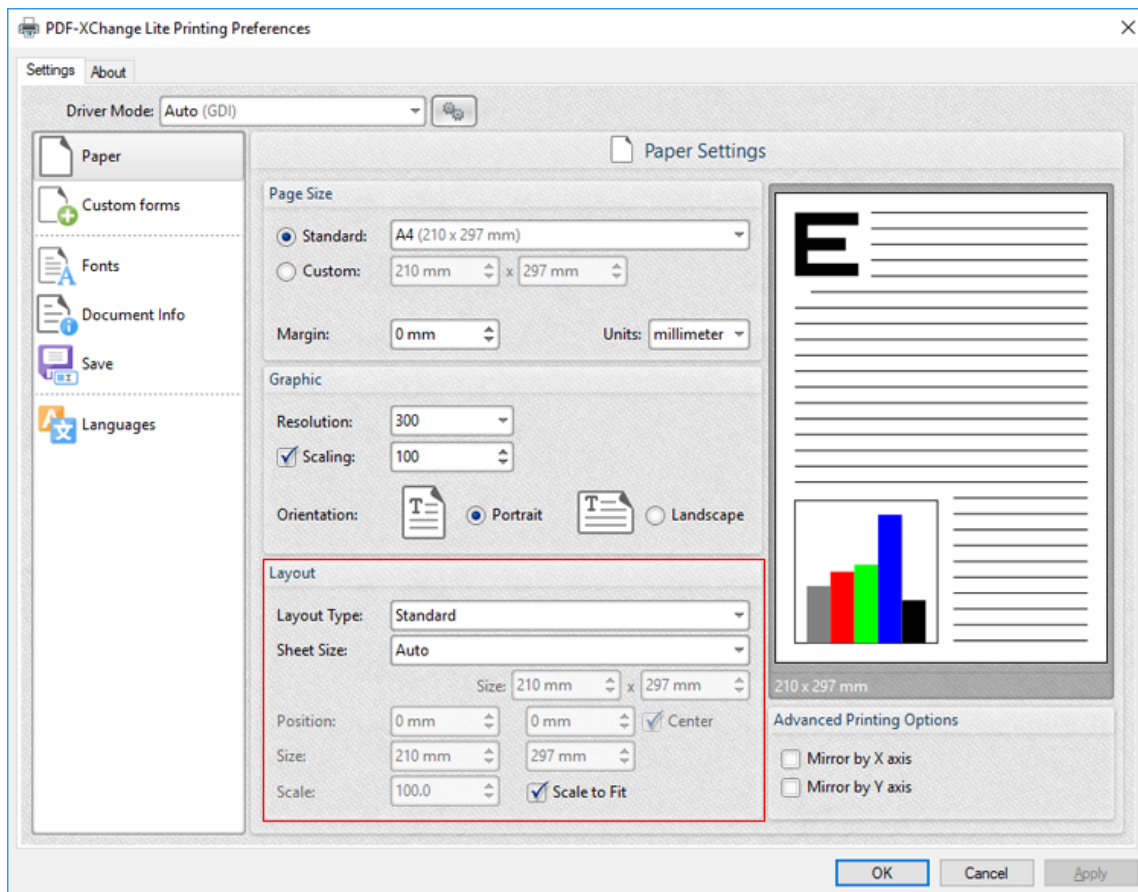 PDF-XChange Lite Printing Preferences
Settings About
Driver Mode: Auto (GDI)
Paper
Custom forms
Fonts
Document Info
Save
Languages
Paper Settings
Page Size
Standard: A4 (210 x 297 mm)
Custom: 210 mm x 297 mm
Margin: 0 mm Units: millimeter
Graphic
Resolution: 300
Scaling: 100
Orientation: T Portrait T Landscape
Layout
Layout Type: Standard
Sheet Size: Auto
Size: 210 mm x 297 mm
Position: 0 mm 0 mm Center
Size: 210 mm 297 mm
Scale: 100.0 Scale to Fit
E
210 x 297 mm
Advanced Printing Options
Mirror by X axis
Mirror by Y axis
OK Cancel Apply